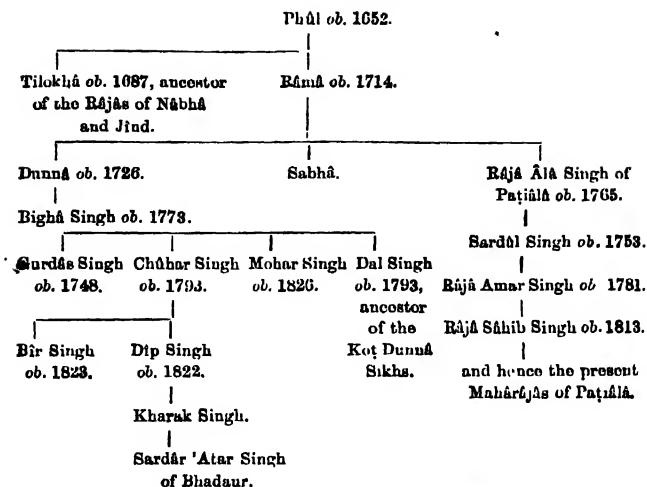 Phûl ob. 1652.
Tilokhâ ob. 1687, ancestor
of the Râjâs of Nâbhâ
and Jînd.
Râmâ ob. 1714.
Dunnâ ob. 1726.
Sabhâ.
Râjâ Âlâ Singh of
Paṭiâlâ ob. 1765.
Bighâ Singh ob. 1773.
Sardûl Singh ob. 1753.
Gurdâs Singh
ob. 1748.
Chûhar Singh
ob. 1793.
Mohar Singh
ob. 1826.
Dal Singh
ob. 1793,
ancestor
of the
Koṭ Dunnâ
Sikhs.
Râjâ Amar Singh ob 1781.
Râjâ Sâhib Singh ob. 1813.
and hence the present
Mahârâjâs of Paṭiâlâ.
Bîr Singh
ob. 1823.
Dîp Singh
ob. 1822.
Kharak Singh.
Sardâr 'Atar Singh
of Bhadaur.